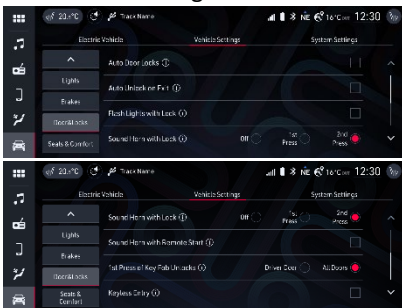 20.5°C Track Name NE 16°C 12:30
Electric Vehicle Vehicle Settings System Settings
Auto Door Locks
Lights
Auto Unlock on Exit
Brakes
Flash Lights with Lock
Door&Locks
Sound Horn with Lock Off 1st Press 2nd Press
Seats & Comfort
20.5°C Track Name NE 16°C 12:30
Electric Vehicle Vehicle Settings System Settings
Sound Horn with Lock Off 1st Press 2nd Press
Lights
Sound Horn with Remote Start
Brakes
1st Press of Key Fob Unlocks Driver Door All Doors
Door&Locks
Keyless Entry
Seats & Comfort